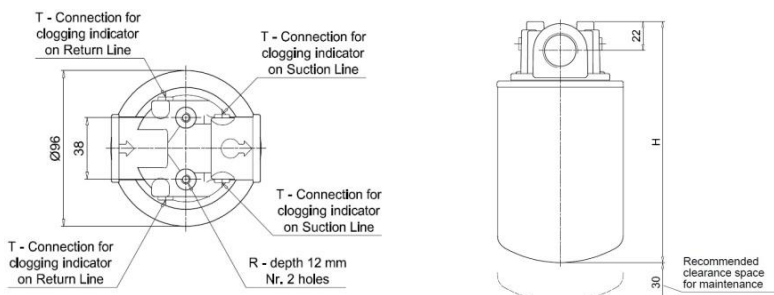 T - Connection for
clogging indicator
on Return Line
T - Connection for
clogging indicator
on Suction Line
Ø96
38
T - Connection for
clogging indicator
on Suction Line
T - Connection for
clogging indicator
on Return Line
R - depth 12 mm
Nr. 2 holes
22
H
30
Recommended
clearance space
for maintenance